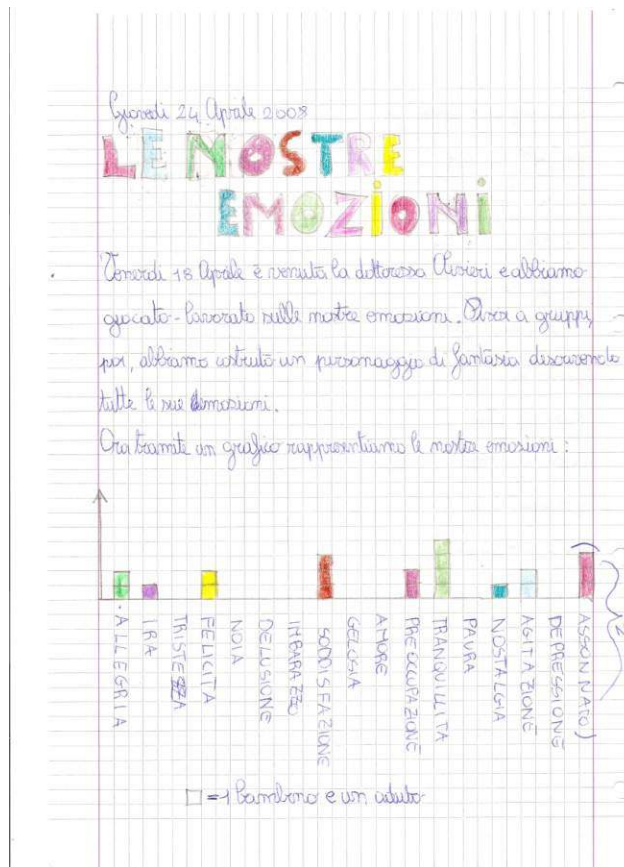 Giovedì 24 Aprile 2008
LE NOSTRE
EMOZIONI
Venerdì 18 Aprile è venuta la dottoressa Olivieri e abbiamo
giocato-lavorato sulle nostre emozioni. Divisi a gruppi,
poi, abbiamo costruito un personaggio di fantasia descrivendo
tutte le sue emozioni.
Ora tramite un grafico rappresentiamo le nostre emozioni:
ALLEGRIA
IRA
TRISTEZZA
FELICITÀ
NOIA
DELUSIONE
IMBARAZZO
SODDISFAZIONE
GELOSIA
AMORE
PREOCCUPAZIONE
TRANQUILLITÀ
PAURA
NOSTALGIA
AGITAZIONE
DEPRESSIONE
(ASSONNATO)
□=1 bambino e un adulto